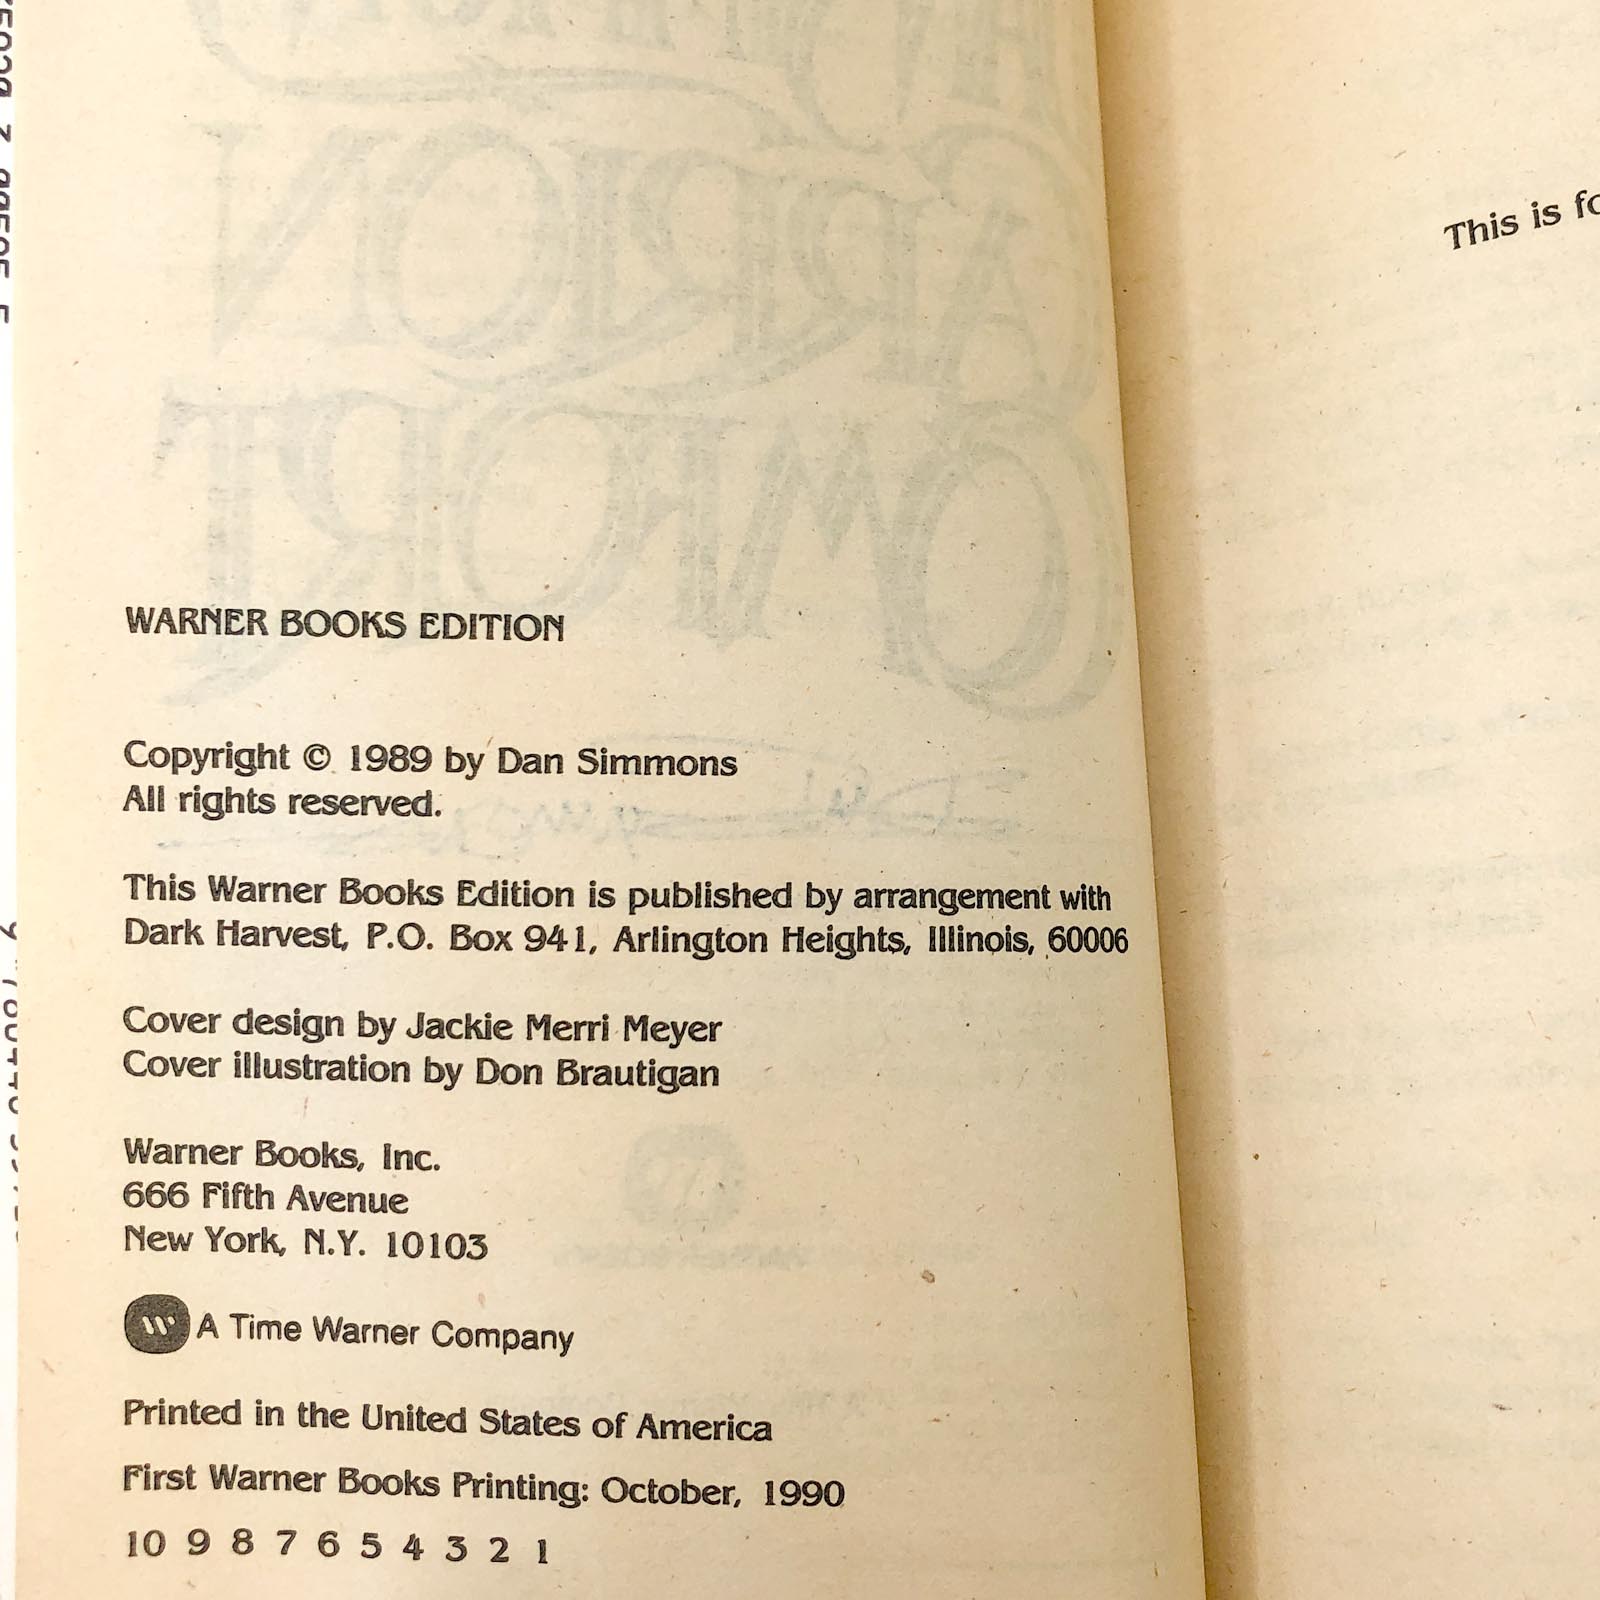 WARNER BOOKS EDITION
Copyright © 1989 by Dan Simmons
All rights reserved.
This Warner Books Edition is published by arrangement with
Dark Harvest, P.O. Box 941, Arlington Heights, Illinois, 60006
Cover design by Jackie Merri Meyer
Cover illustration by Don Brautigan
Warner Books, Inc.
666 Fifth Avenue
New York, N.Y. 10103
A Time Warner Company
Printed in the United States of America
First Warner Books Printing: October, 1990
10 9 8 7 6 5 4 3 2 1
This is
CARRION
COMFORT